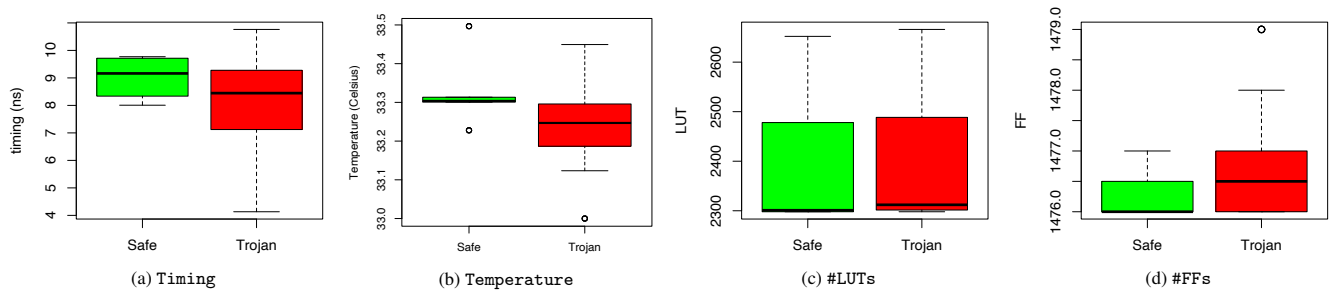 timing (ns)
11
10
9
8
7
6
5
4
Safe
Trojan
(a) Timing
Temperature (Celsius)
33.5
33.4
33.3
33.2
33.1
33.0
Safe
Trojan
(b) Temperature
LUT
2600
2500
2400
2300
Safe
Trojan
(c) #LUTs
FF
1479.0
1478.0
1477.0
1476.0
Safe
Trojan
(d) #FFs